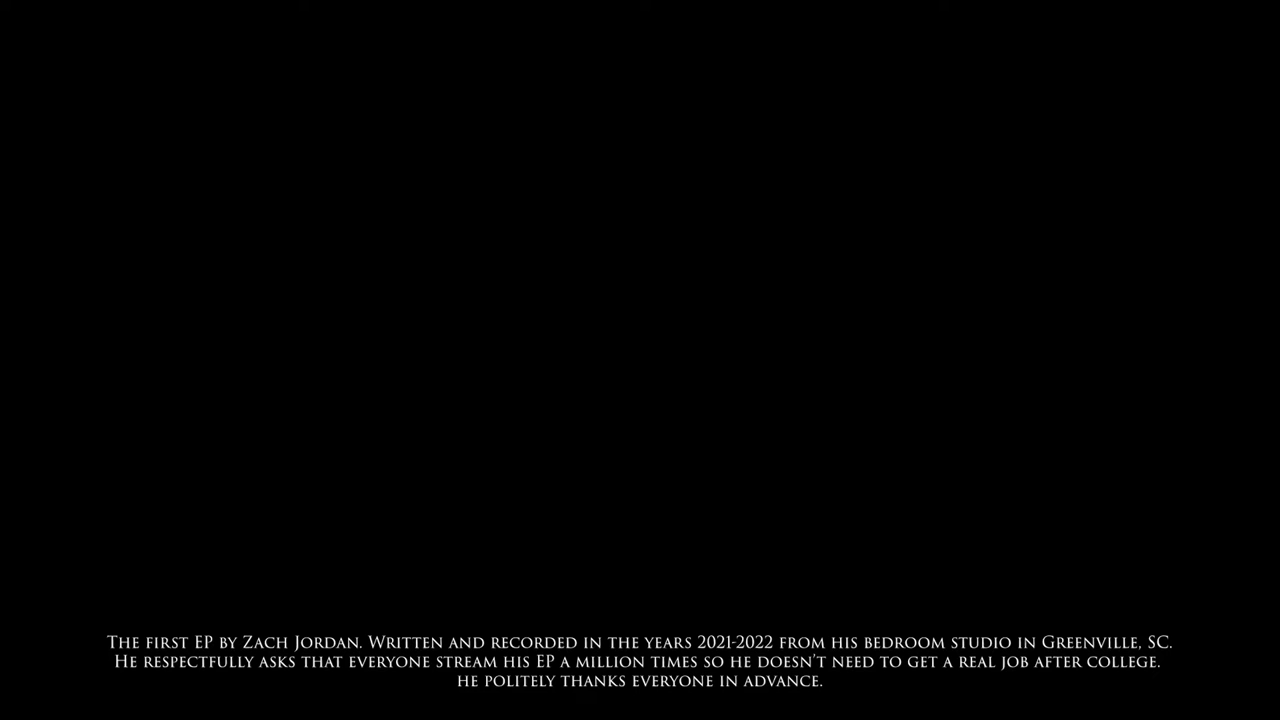 The first EP by Zach Jordan. Written and recorded in the years 2021-2022 from his bedroom studio in Greenville, SC.
He respectfully asks that everyone stream his EP a million times so he doesn't need to get a real job after college.
he politely thanks everyone in advance.